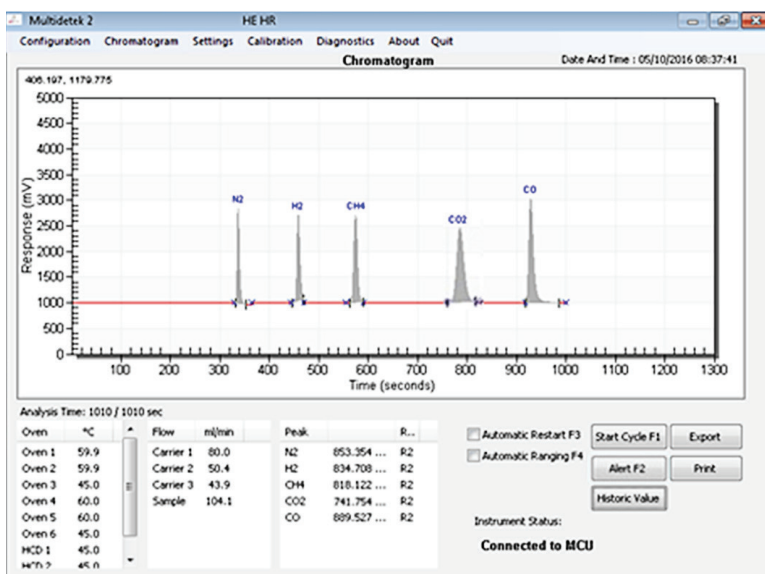 Multidetek 2 HE HR
Configuration Chromatogram Settings Calibration Diagnostics About Quit
Chromatogram Date And Time : 05/10/2016 08:37:41
406.197, 1179.775
5000
4500
4000
3500
3000
2500
2000
1500
1000
500
0
Response (mV)
N2 H2 CH4 CO2 CO
100 200 300 400 500 600 700 800 900 1000 1100 1200 1300
Time (seconds)
Analysis Time: 1010 / 1010 sec
Oven °C
Oven 1 59.9
Oven 2 59.9
Oven 3 45.0
Oven 4 60.0
Oven 5 60.0
Oven 6 45.0
HCD 1 45.0
HCD 2 45.0
Flow ml/min
Carrier 1 80.0
Carrier 2 50.4
Carrier 3 43.9
Sample 104.1
Peak R...
N2 853.354 ... R2
H2 834.708 ... R2
CH4 818.122 ... R2
CO2 741.754 ... R2
CO 889.527 ... R2
Automatic Restart F3
Automatic Ranging F4
Start Cycle F1 Export
Alert F2 Print
Historic Value
Instrument Status:
Connected to MCU